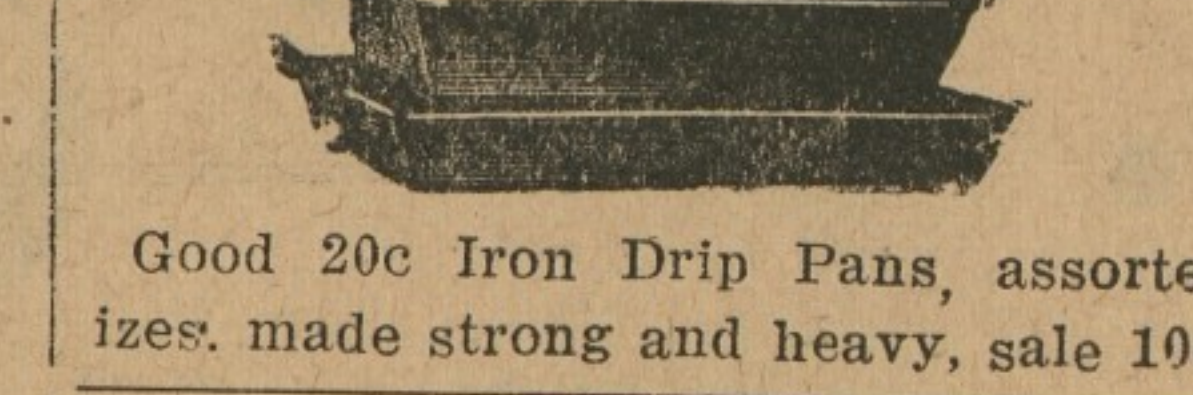 Good 20c Iron Drip Pans, assorte
izes. made strong and heavy, sale 10